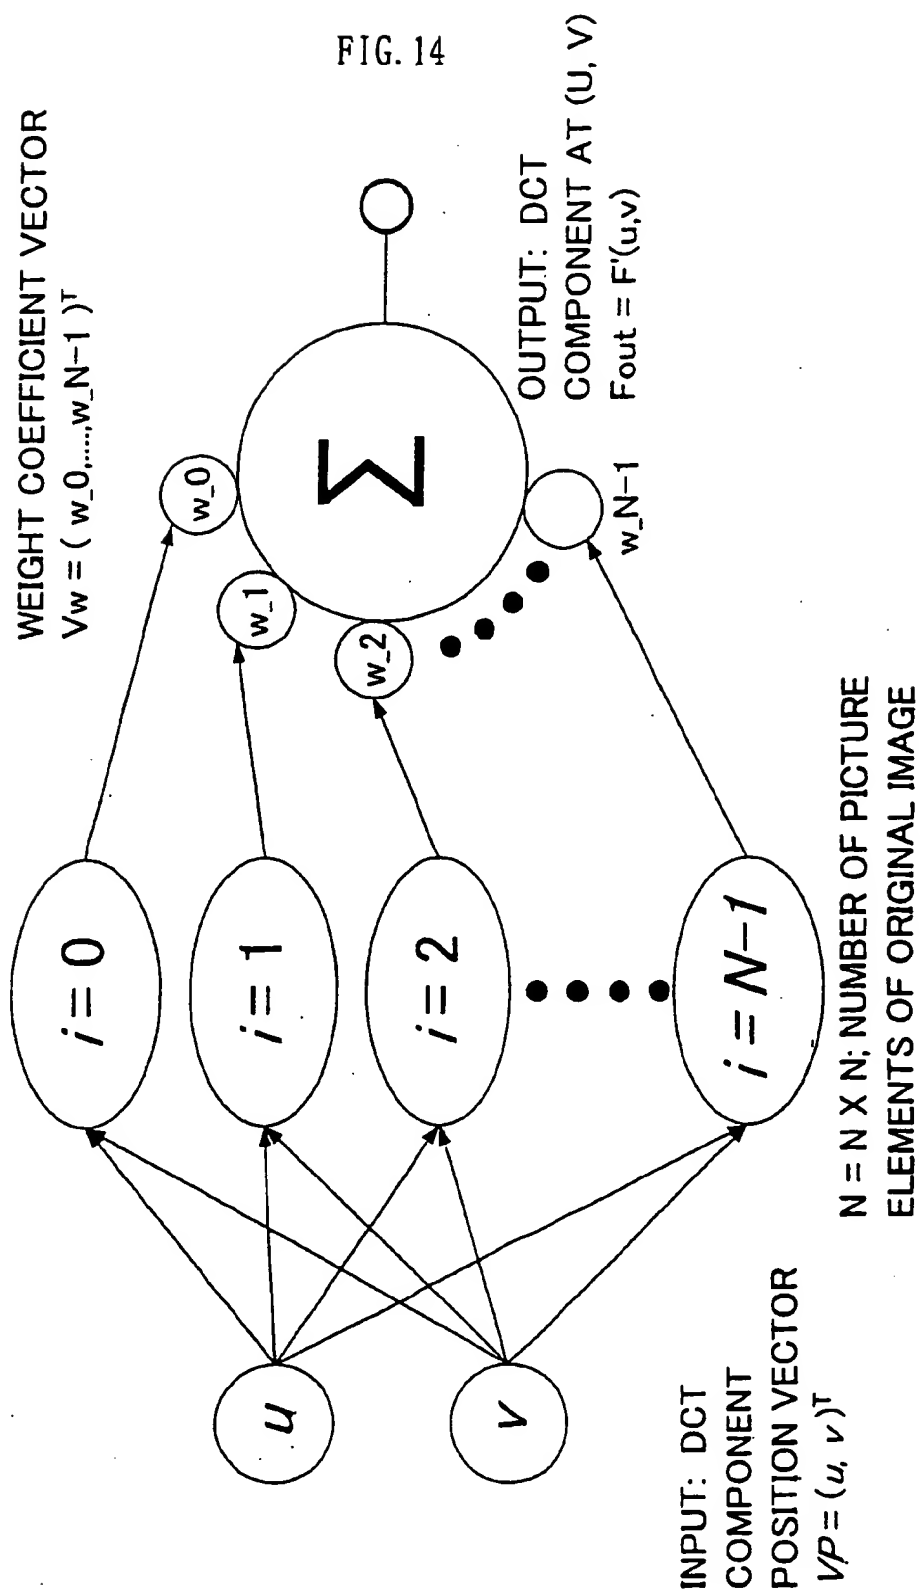 FIG. 14
WEIGHT COEFFICIENT VECTOR
Vw = ( w_0,....,w_N-1 )ᵀ
w_0
w_1
w_2
w_N-1
Σ
OUTPUT: DCT
COMPONENT AT (U, V)
Fout = F'(u,v)
i = 0
i = 1
i = 2
i = N-1
N = N X N; NUMBER OF PICTURE
ELEMENTS OF ORIGINAL IMAGE
u
v
INPUT: DCT
COMPONENT
POSITION VECTOR
VP = (u, v)ᵀ